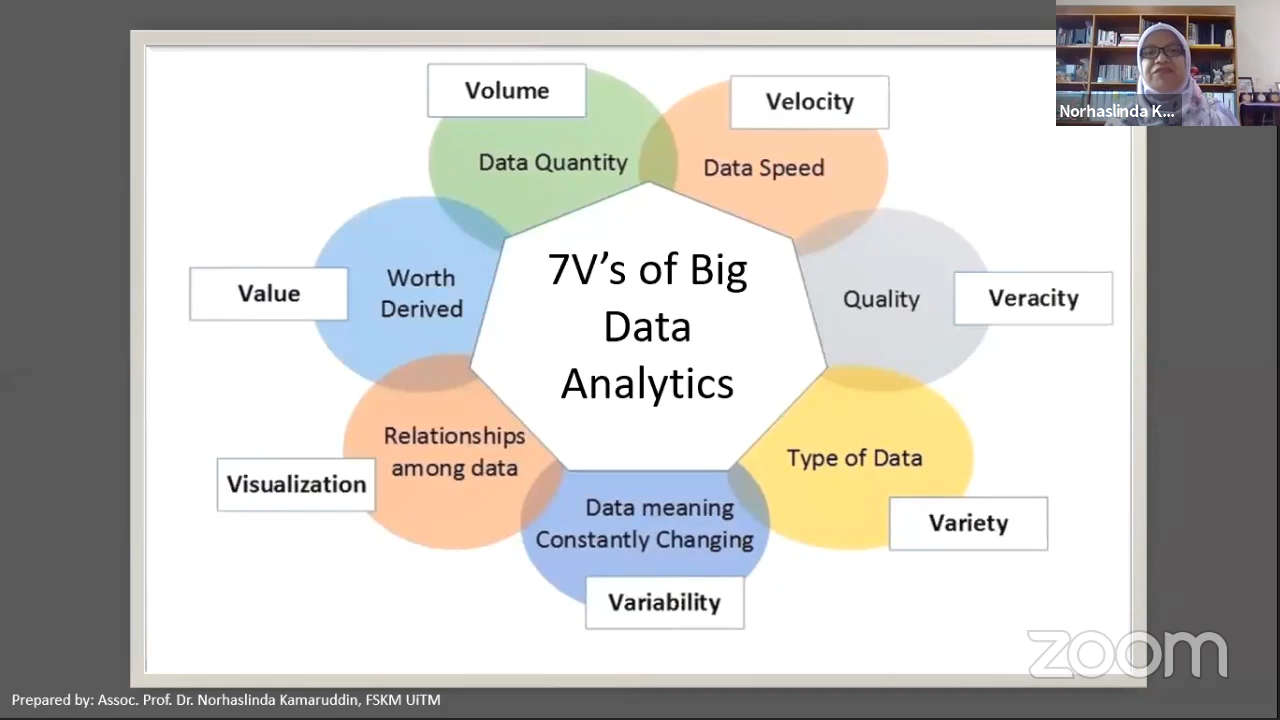 Volume
Data Quantity
Velocity
Data Speed
Norhaslinda K...
Value
Worth
Derived
7V’s of Big
Data
Analytics
Quality
Veracity
Relationships
among data
Visualization
Type of Data
Variety
Data meaning
Constantly Changing
Variability
zoom
Prepared by: Assoc. Prof. Dr. Norhaslinda Kamaruddin, FSKM UiTM